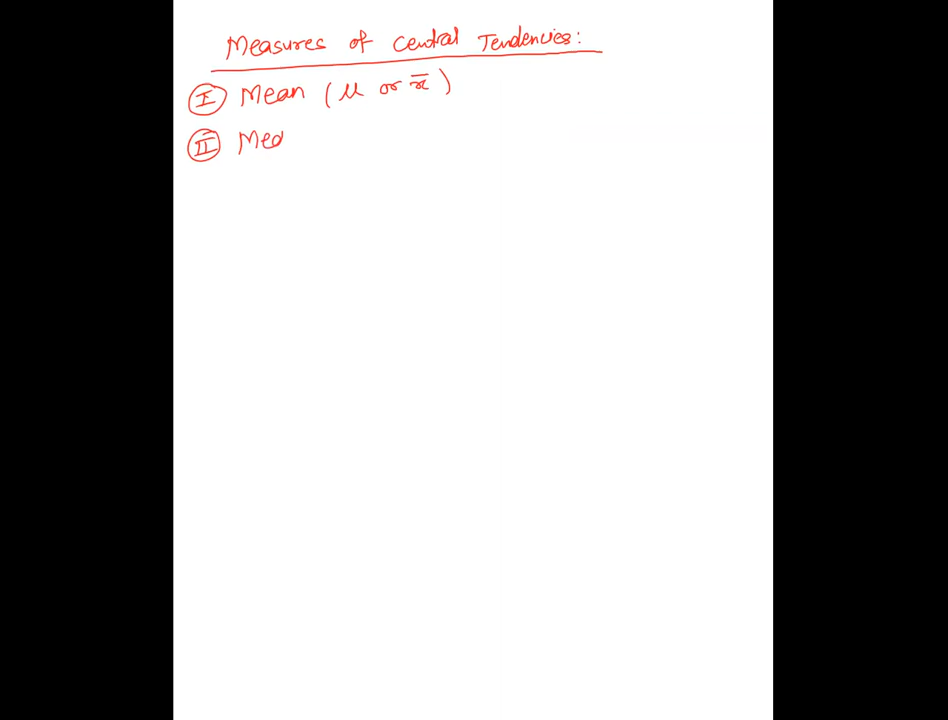 Measures of Central Tendencies:
I Mean (μ or x̄)
II Med